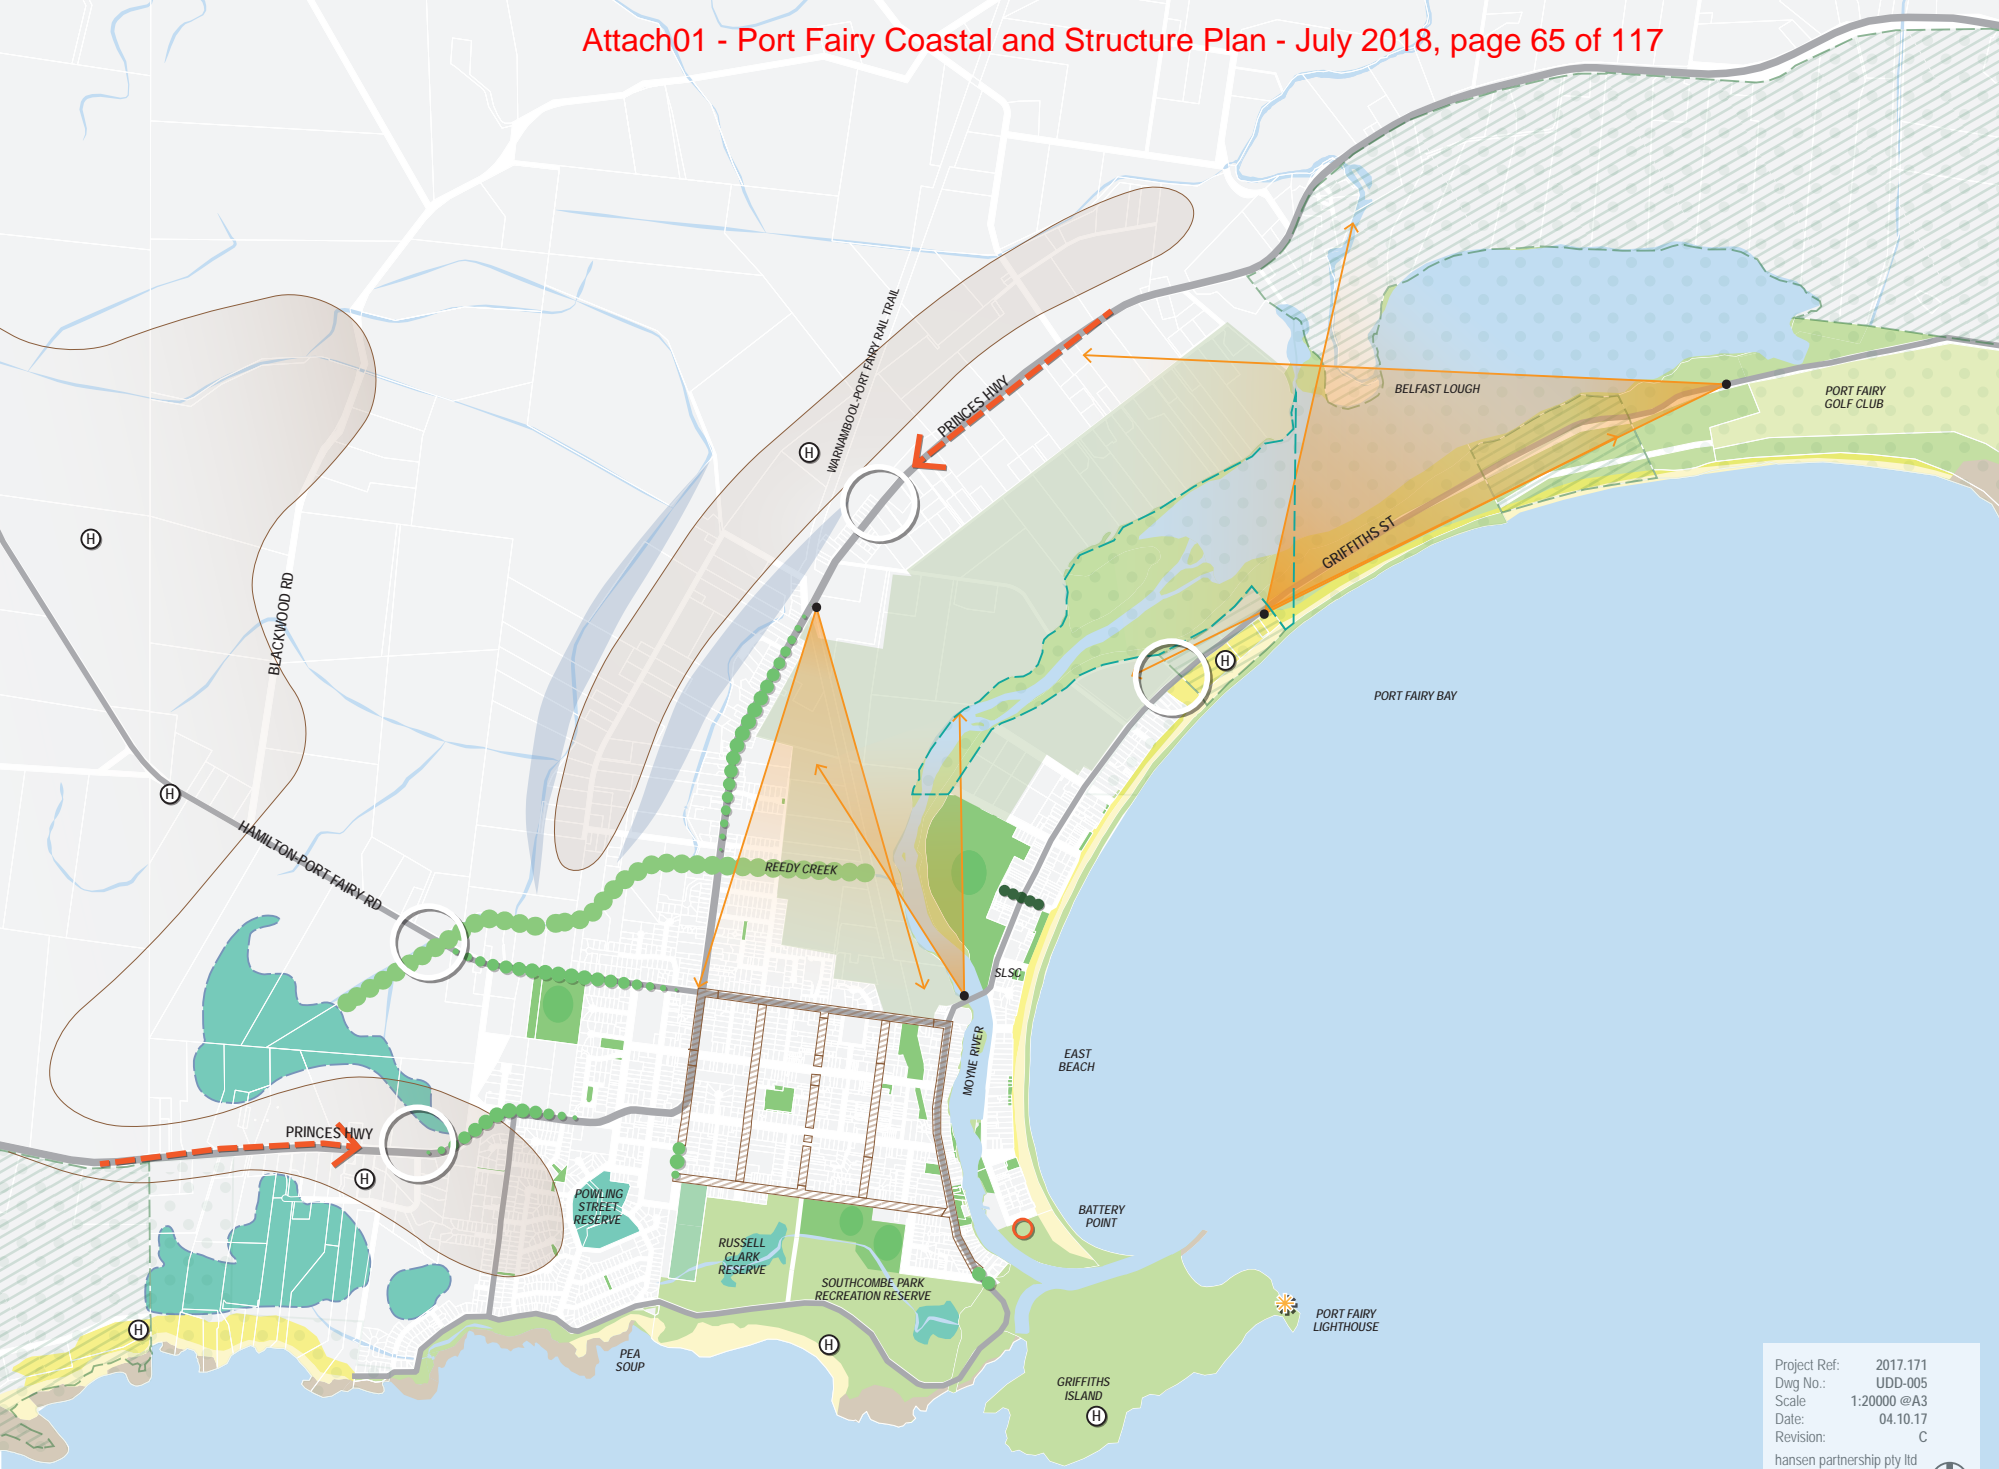 Attach01 - Port Fairy Coastal and Structure Plan - July 2018, page 65 of 117
WARNAMBOOL-PORT FAIRY RAIL TRAIL
PRINCES HWY
BELFAST LOUGH
PORT FAIRY
GOLF CLUB
H
H
GRIFFITHS ST
BLACKWOOD RD
H
PORT FAIRY BAY
H
HAMILTON-PORT FAIRY RD
REEDY CREEK
SLSC
MOYNE RIVER
EAST
BEACH
PRINCES HWY
H
POWLING
STREET
RESERVE
BATTERY
POINT
RUSSELL
CLARK
RESERVE
SOUTHCOMBE PARK
RECREATION RESERVE
PORT FAIRY
LIGHTHOUSE
H
H
PEA
SOUP
GRIFFITHS
ISLAND
H
Project Ref: 2017.171
Dwg No.: UDD-005
Scale 1:20000 @A3
Date: 04.10.17
Revision: C
hansen partnership pty ltd